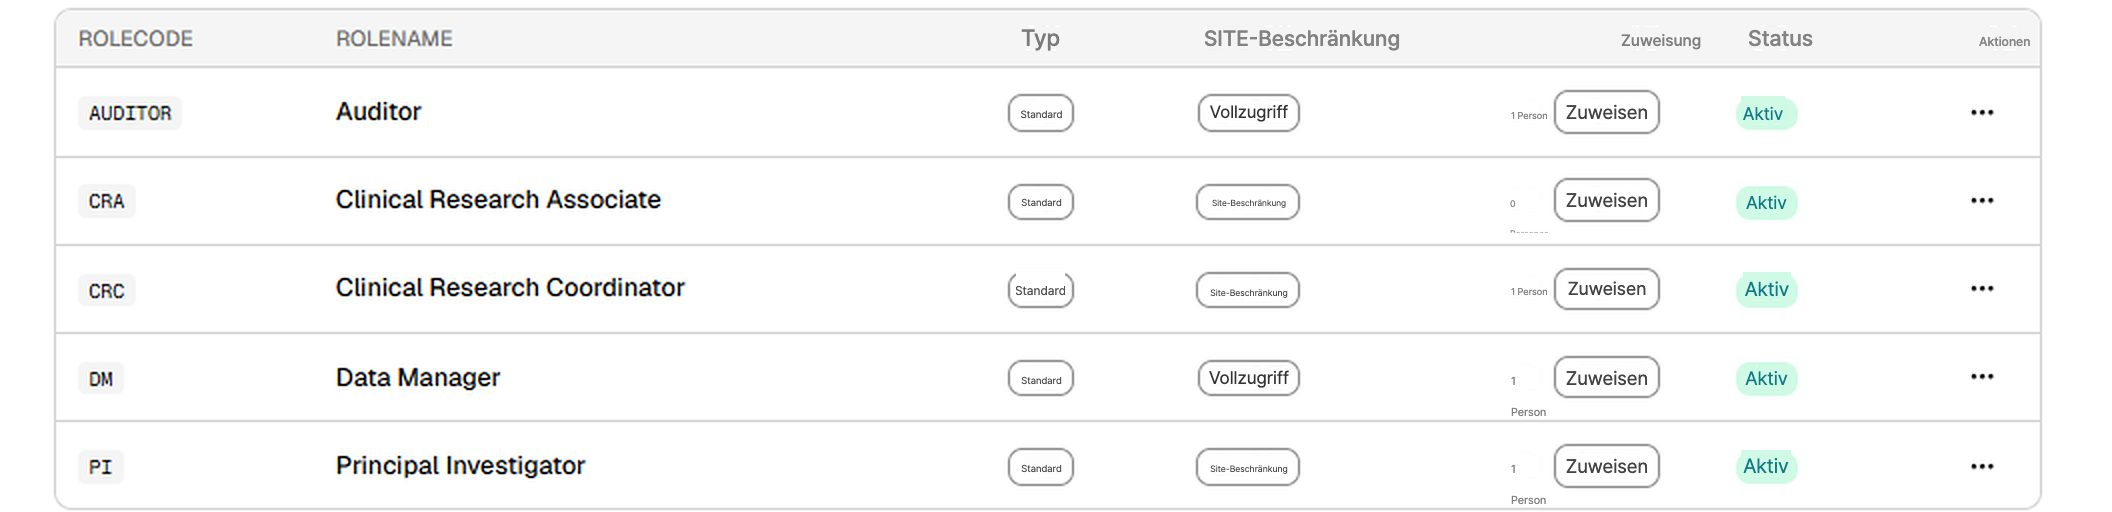 ROLECODE ROLENAME Typ SITE-Beschränkung Zuweisung Status Aktionen
AUDITOR Auditor Standard Vollzugriff 1 Person Zuweisen Aktiv
CRA Clinical Research Associate Standard Site-Beschränkung 0 Zuweisen Aktiv
CRC Clinical Research Coordinator Standard Site-Beschränkung 1 Person Zuweisen Aktiv
DM Data Manager Standard Vollzugriff 1 Zuweisen Aktiv
Person
PI Principal Investigator Standard Site-Beschränkung 1 Zuweisen Aktiv
Person